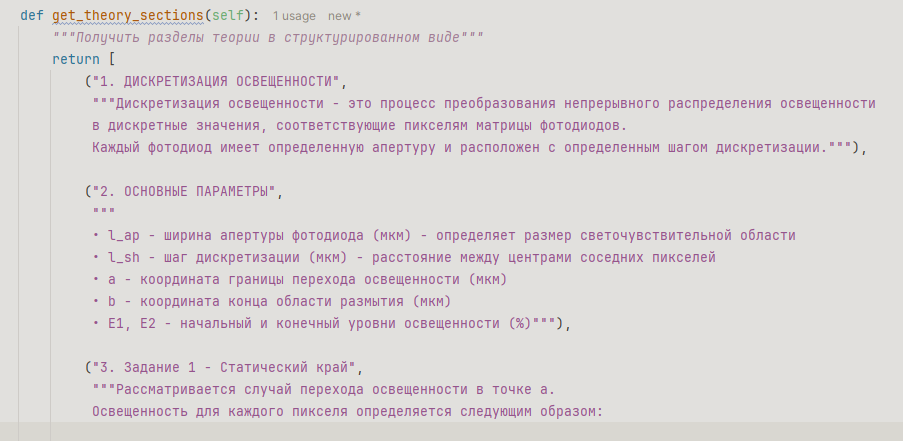 def get_theory_sections(self): 1 usage new *
"""Получить разделы теории в структурированном виде"""
return [
("1. ДИСКРЕТИЗАЦИЯ ОСВЕЩЕННОСТИ",
"""Дискретизация освещенности - это процесс преобразования непрерывного распределения освещенности
в дискретные значения, соответствующие пикселям матрицы фотодиодов.
Каждый фотодиод имеет определенную апертуру и расположен с определенным шагом дискретизации."""),
("2. ОСНОВНЫЕ ПАРАМЕТРЫ",
"""
• l_ap - ширина апертуры фотодиода (мкм) - определяет размер светочувствительной области
• l_sh - шаг дискретизации (мкм) - расстояние между центрами соседних пикселей
• a - координата границы перехода освещенности (мкм)
• b - координата конца области размытия (мкм)
• E1, E2 - начальный и конечный уровни освещенности (%)"""),
("3. Задание 1 - Статический край",
"""Рассматривается случай перехода освещенности в точке a.
Освещенность для каждого пикселя определяется следующим образом: